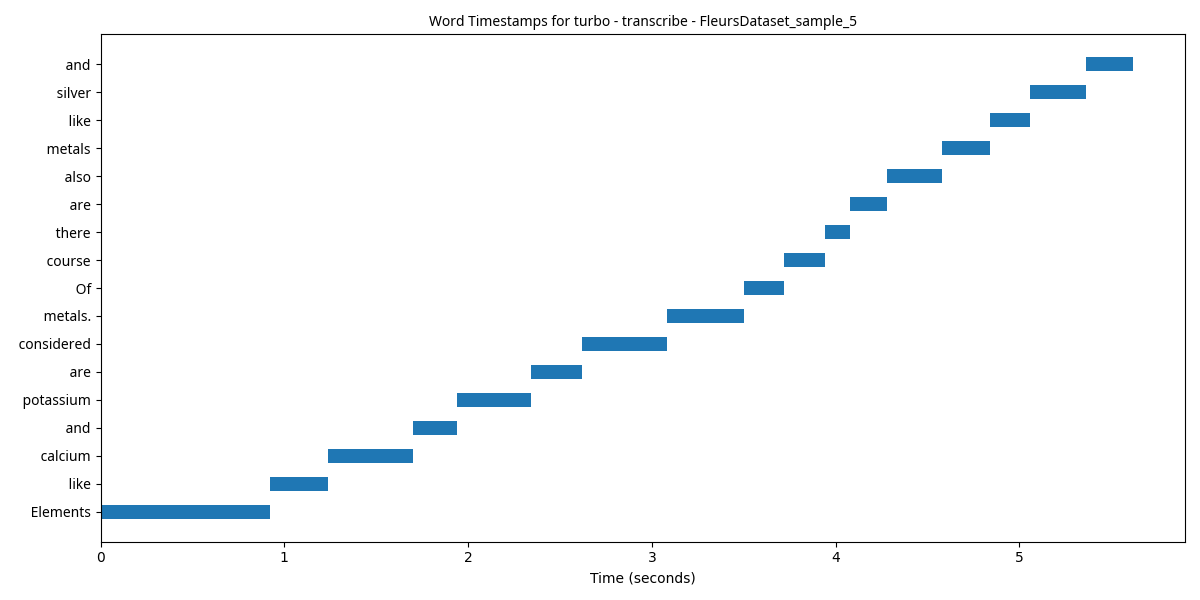 Word Timestamps for turbo - transcribe - FleursDataset_sample_5
and
silver
like
metals
also
are
there
course
Of
metals.
considered
are
potassium
and
calcium
like
Elements
0 1 2 3 4 5
Time (seconds)